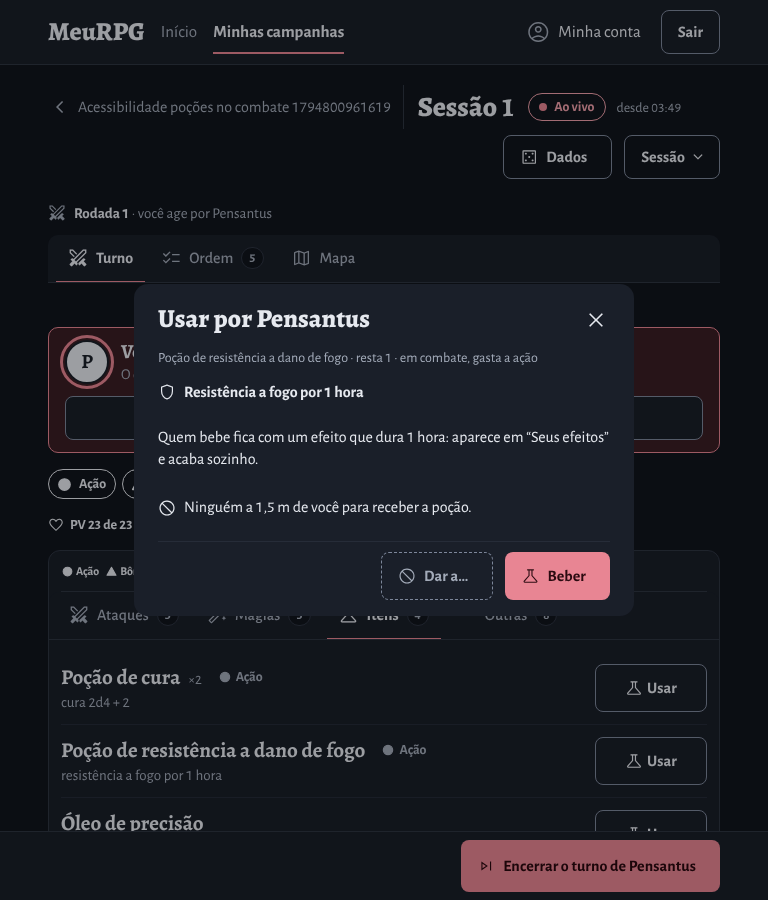 MeuRPG Início Minhas campanhas Minha conta Sair
Acessibilidade poções no combate 1794800961619 Sessão 1 Ao vivo desde 03:49
Dados Sessão
Rodada 1 · você age por Pensantus
Turno Ordem 5 Mapa
Usar por Pensantus
P
Poção de resistência a dano de fogo · resta 1 · em combate, gasta a ação
Resistência a fogo por 1 hora
Quem bebe fica com um efeito que dura 1 hora: aparece em “Seus efeitos”
e acaba sozinho.
Ação
Ninguém a 1,5 m de você para receber a poção.
PV 23 de 23
Dar a... Beber
Ação
Ataques Magias Itens 4 Outras
Poção de cura ×2 Ação Usar
cura 2d4 + 2
Poção de resistência a dano de fogo Ação Usar
resistência a fogo por 1 hora
Óleo de precisão
Encerrar o turno de Pensantus